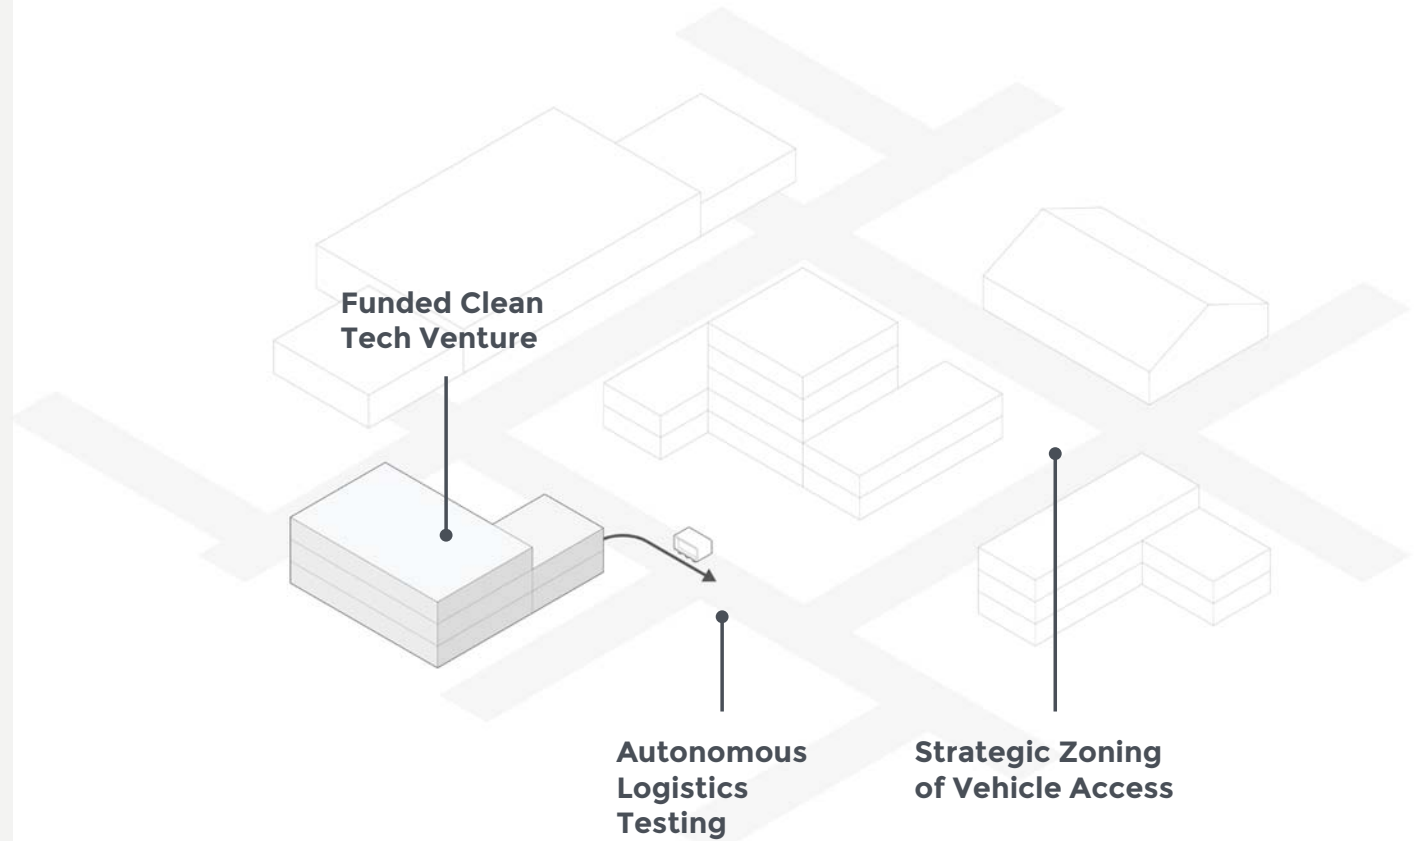 Funded Clean
Tech Venture
Autonomous
Logistics
Testing
Strategic Zoning
of Vehicle Access